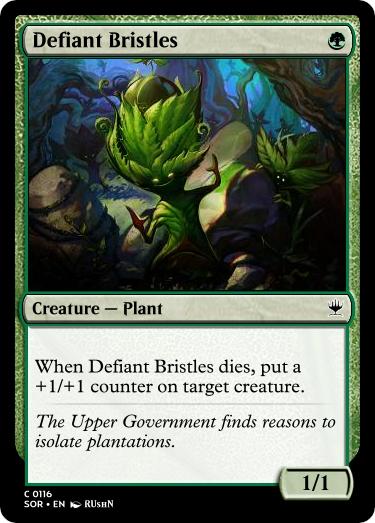 Defiant Bristles
Creature — Plant
When Defiant Bristles dies, put a
+1/+1 counter on target creature.
The Upper Government finds reasons to
isolate plantations.
1/1
C 0116
SOR • EN RUshN